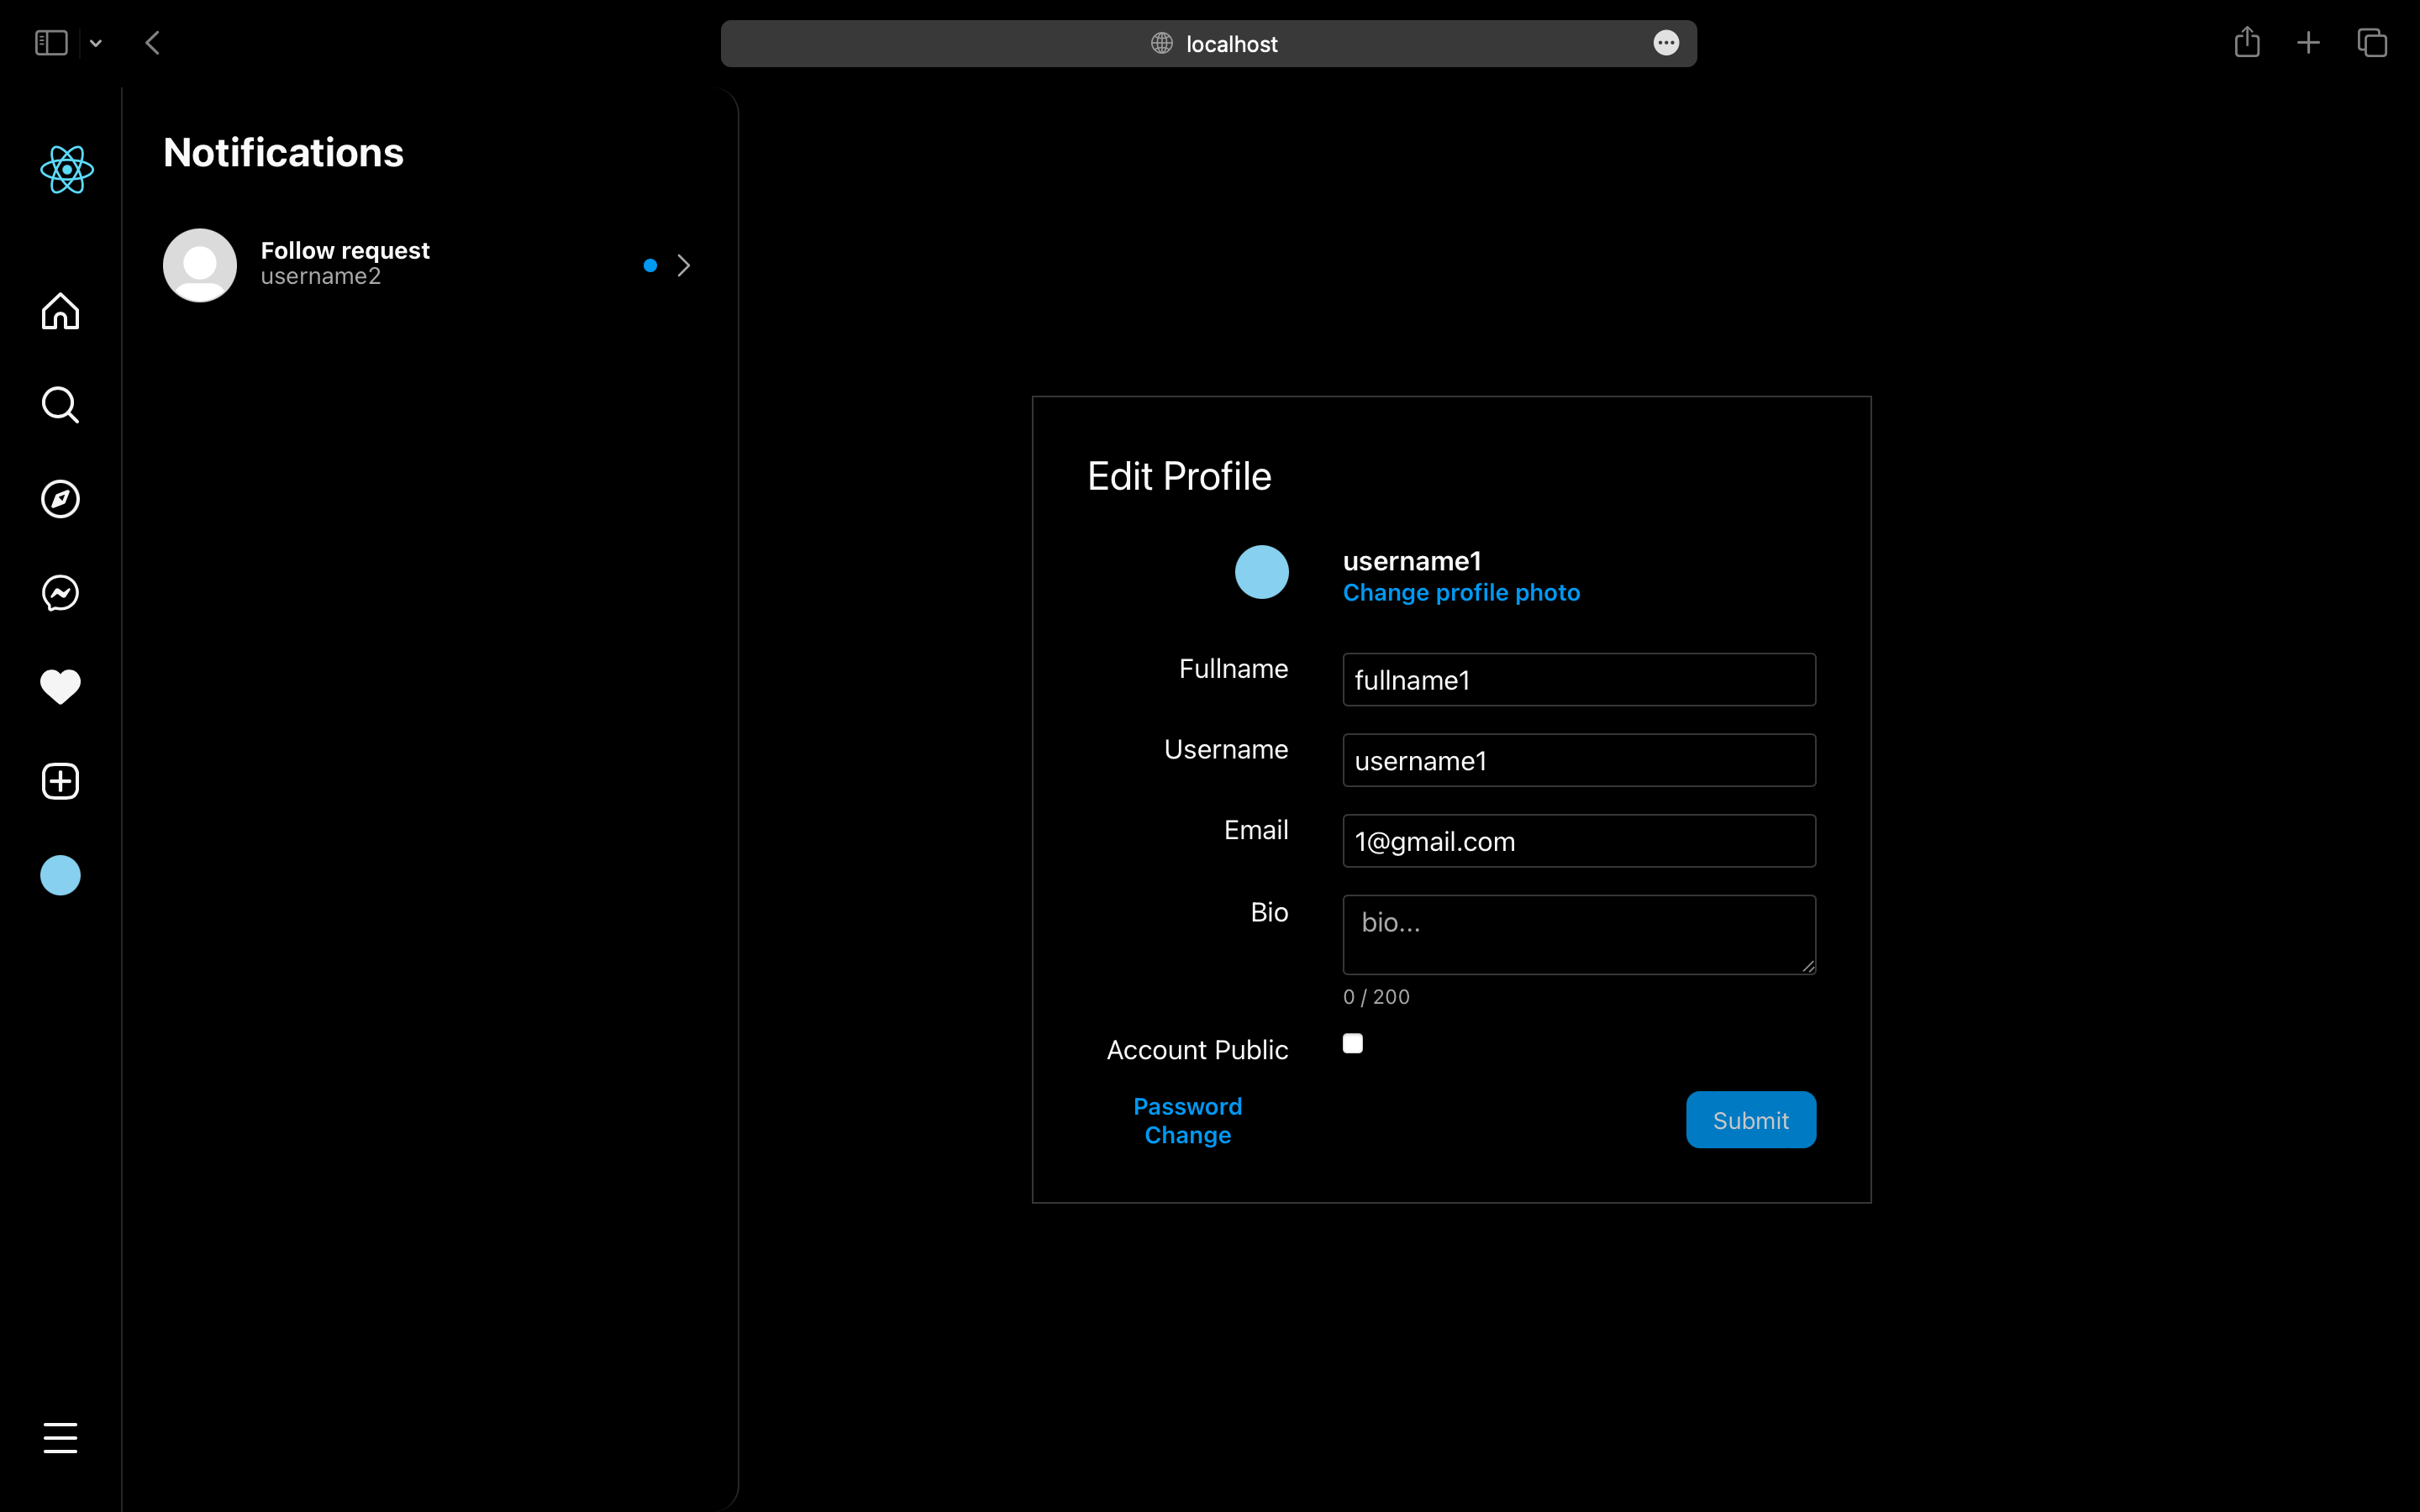 localhost
Notifications
Follow request
username2
Edit Profile
username1
Change profile photo
Fullname
fullname1
Username
username1
Email
1@gmail.com
Bio
bio...
0 / 200
Account Public
Password
Change
Submit